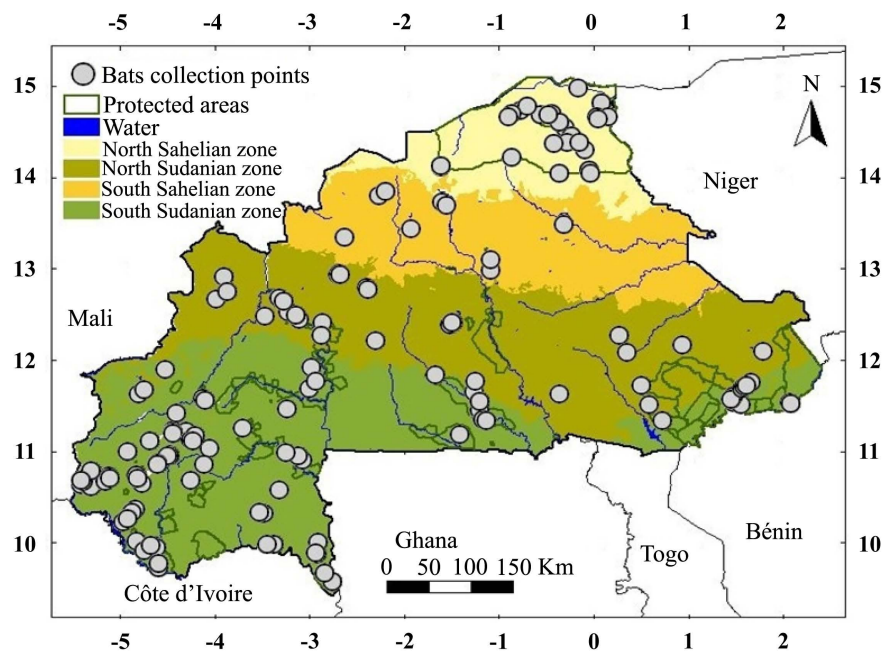 -5 -4 -3 -2 -1 0 1 2
15
14
13
12
11
10
Bats collection points
Protected areas
Water
North Sahelian zone
North Sudanian zone
South Sahelian zone
South Sudanian zone
N
Niger
Mali
Ghana
Togo
Bénin
Côte d'Ivoire
0 50 100 150 Km
15
14
13
12
11
10
-5 -4 -3 -2 -1 0 1 2